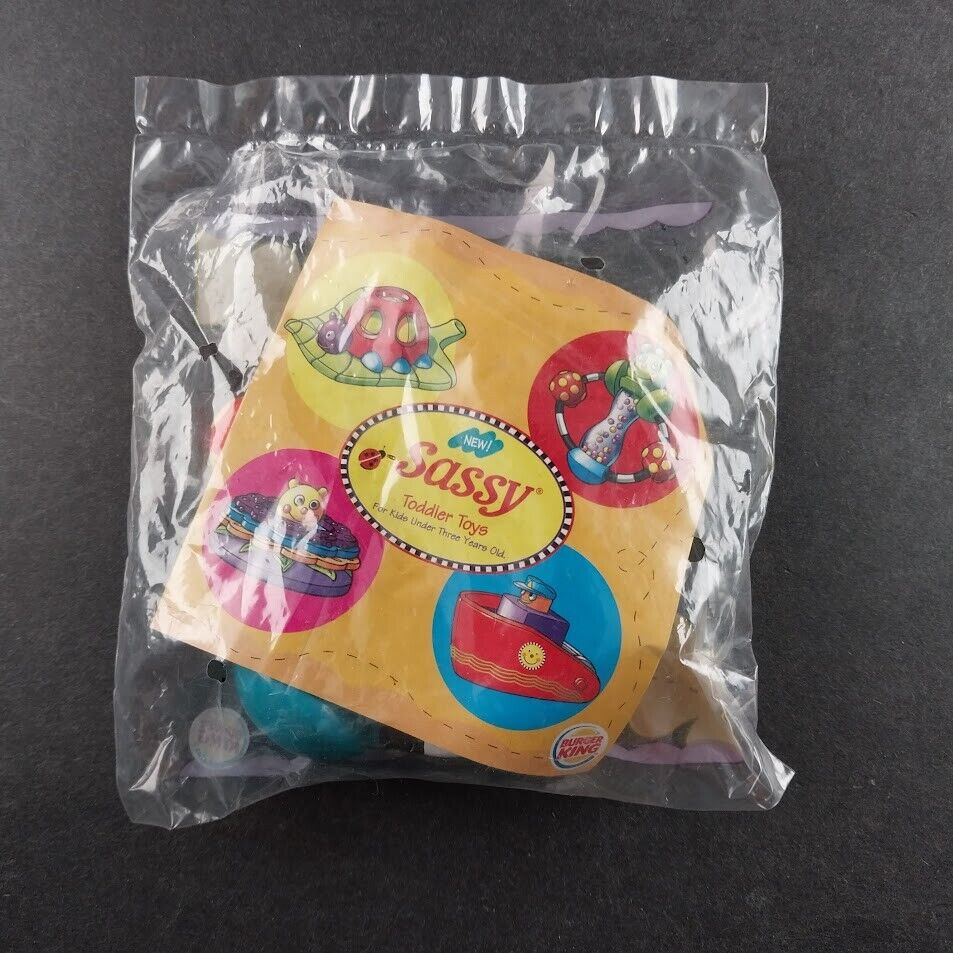 NEW!
Sassy®
Toddler Toys
For Kids Under Three Years Old.
BURGER
KING